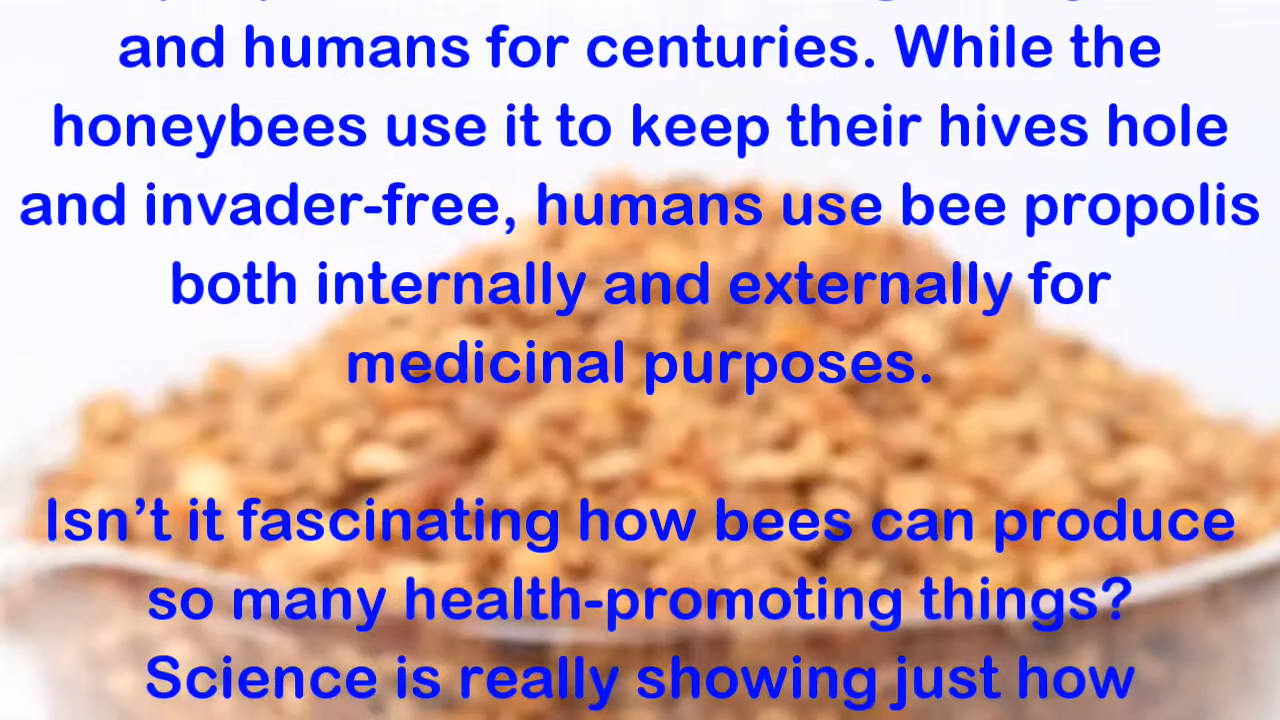 and humans for centuries. While the
honeybees use it to keep their hives hole
and invader-free, humans use bee propolis
both internally and externally for
medicinal purposes.
Isn’t it fascinating how bees can produce
so many health-promoting things?
Science is really showing just how